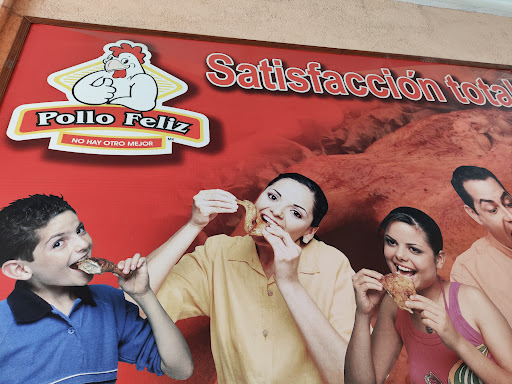 Pollo Feliz
NO HAY OTRO MEJOR
Satisfacción total